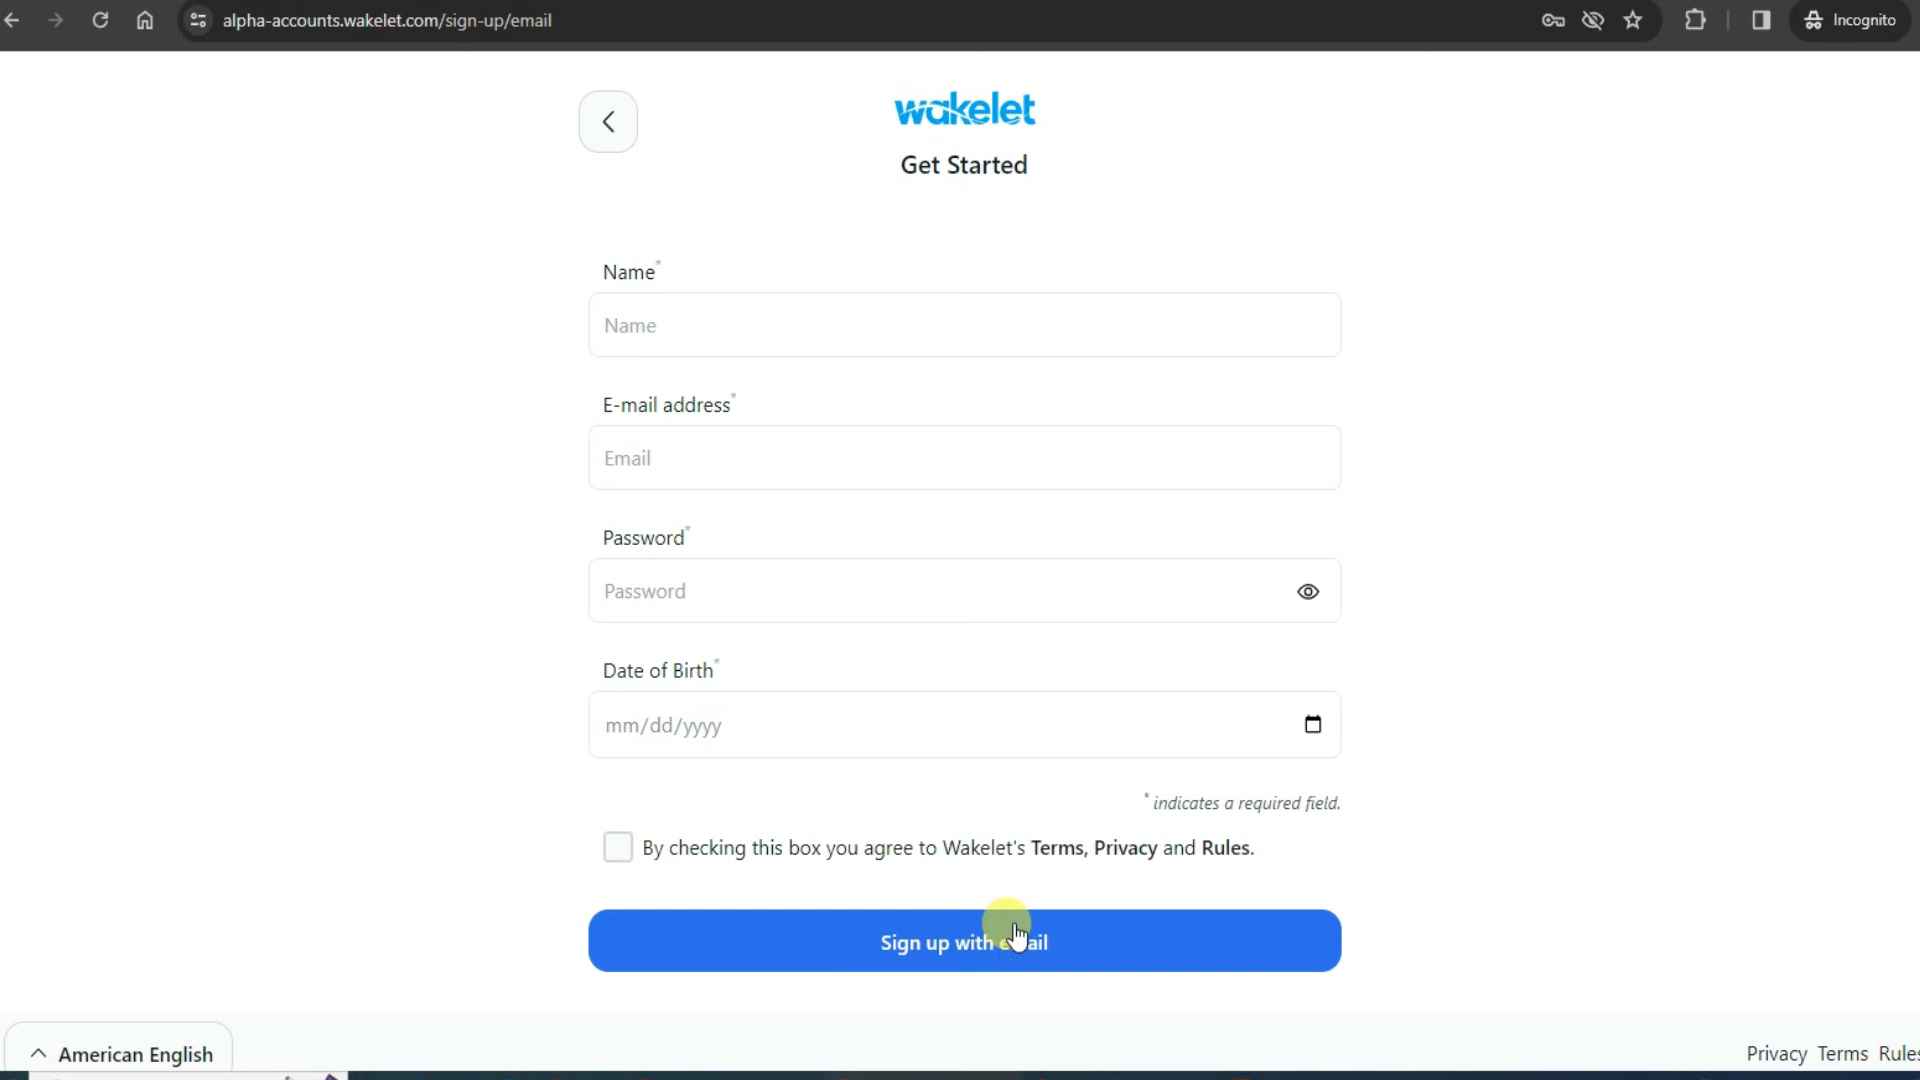 alpha-accounts.wakelet.com/sign-up/email
Incognito
wakelet
Get Started
Name*
Name
E-mail address*
Email
Password*
Password
Date of Birth*
mm/dd/yyyy
* indicates a required field.
By checking this box you agree to Wakelet's Terms, Privacy and Rules.
Sign up with email
American English
Privacy Terms Rules